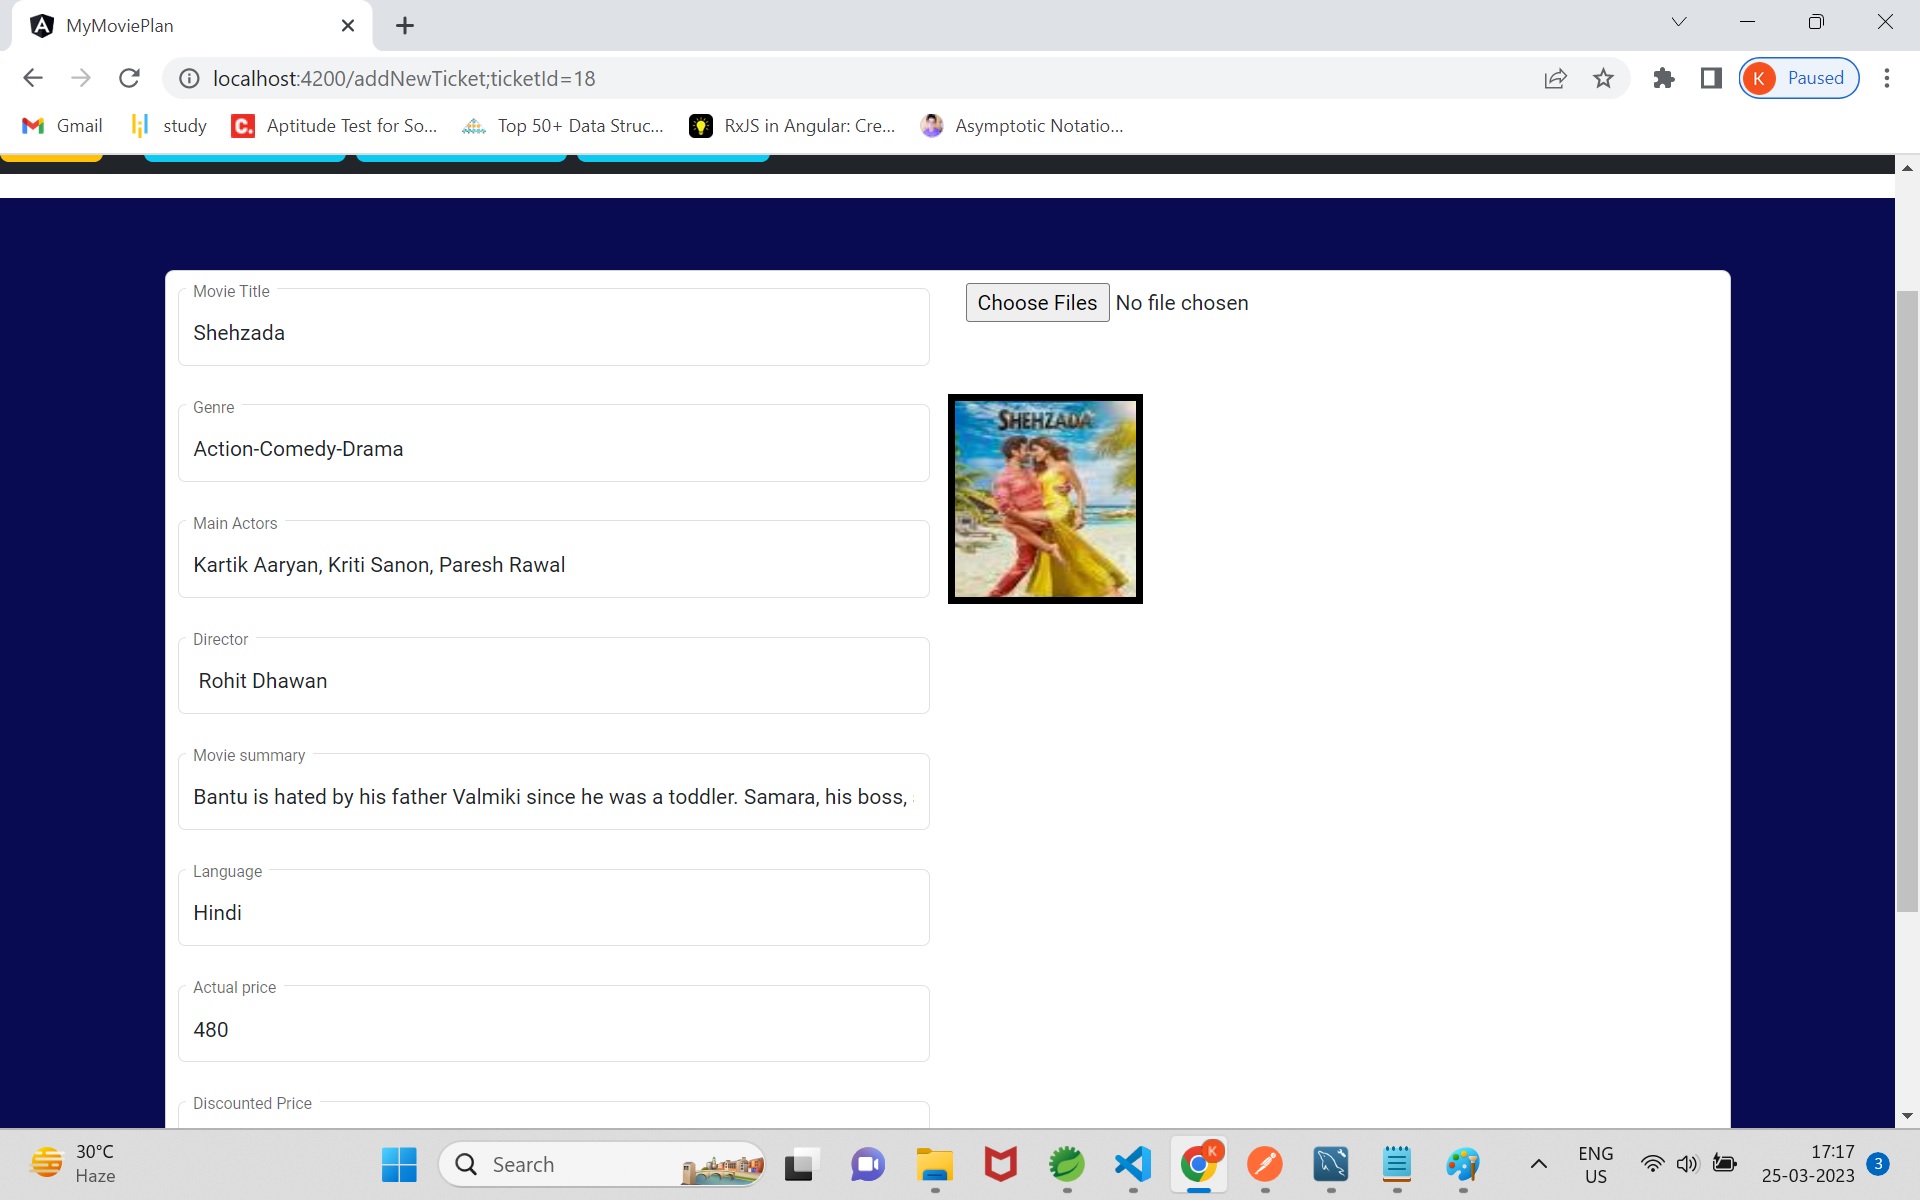 MyMoviePlan
localhost:4200/addNewTicket;ticketId=18
K Paused
Gmail
study
C. Aptitude Test for So...
Top 50+ Data Struc...
RxJS in Angular: Cre...
Asymptotic Notatio...
Movie Title
Shehzada
Choose Files No file chosen
Genre
Action-Comedy-Drama
SHEHZADA
Main Actors
Kartik Aaryan, Kriti Sanon, Paresh Rawal
Director
Rohit Dhawan
Movie summary
Bantu is hated by his father Valmiki since he was a toddler. Samara, his boss,
Language
Hindi
Actual price
480
Discounted Price
30°C
Haze
Search
K
ENG
US
17:17
25-03-2023
3